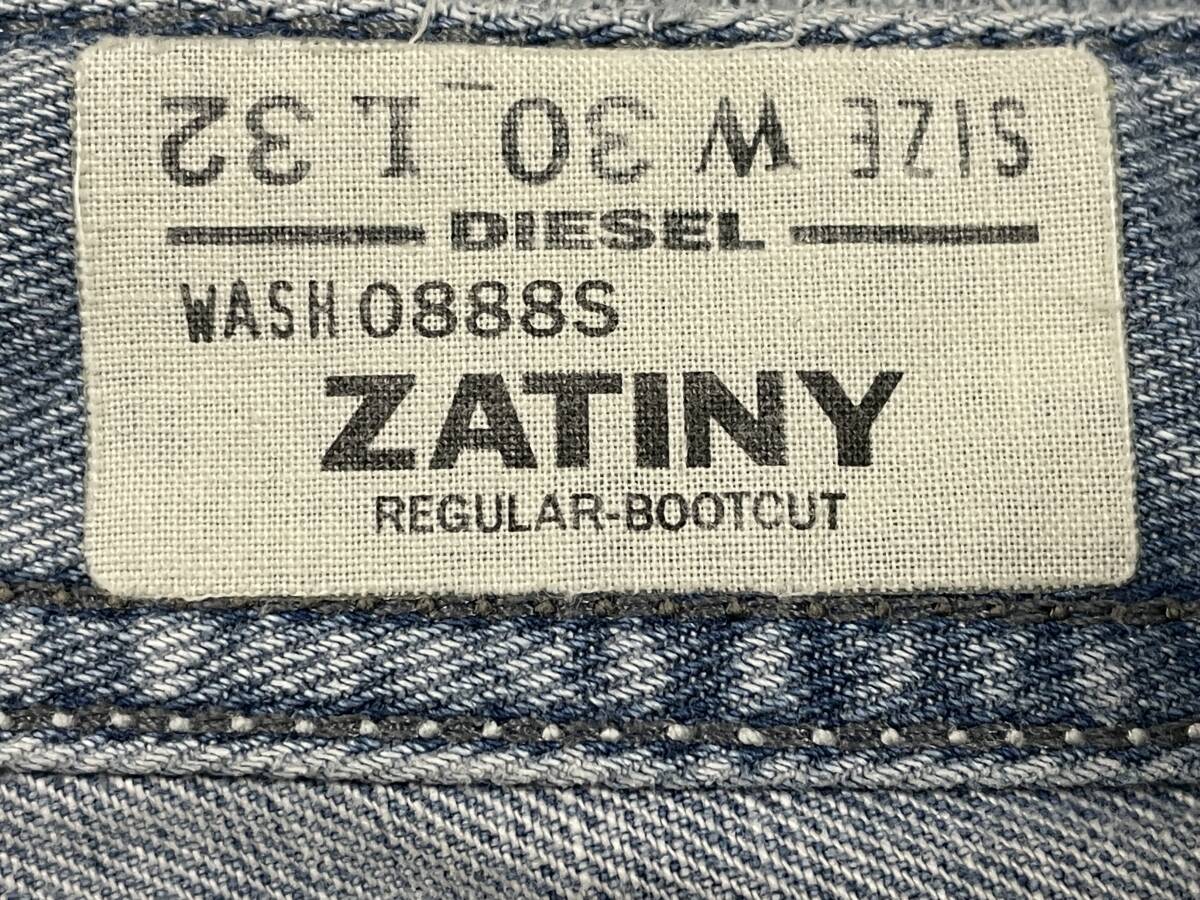 SIZE W 30 L 32
DIESEL
WASH 0888S
ZATINY
REGULAR-BOOTCUT